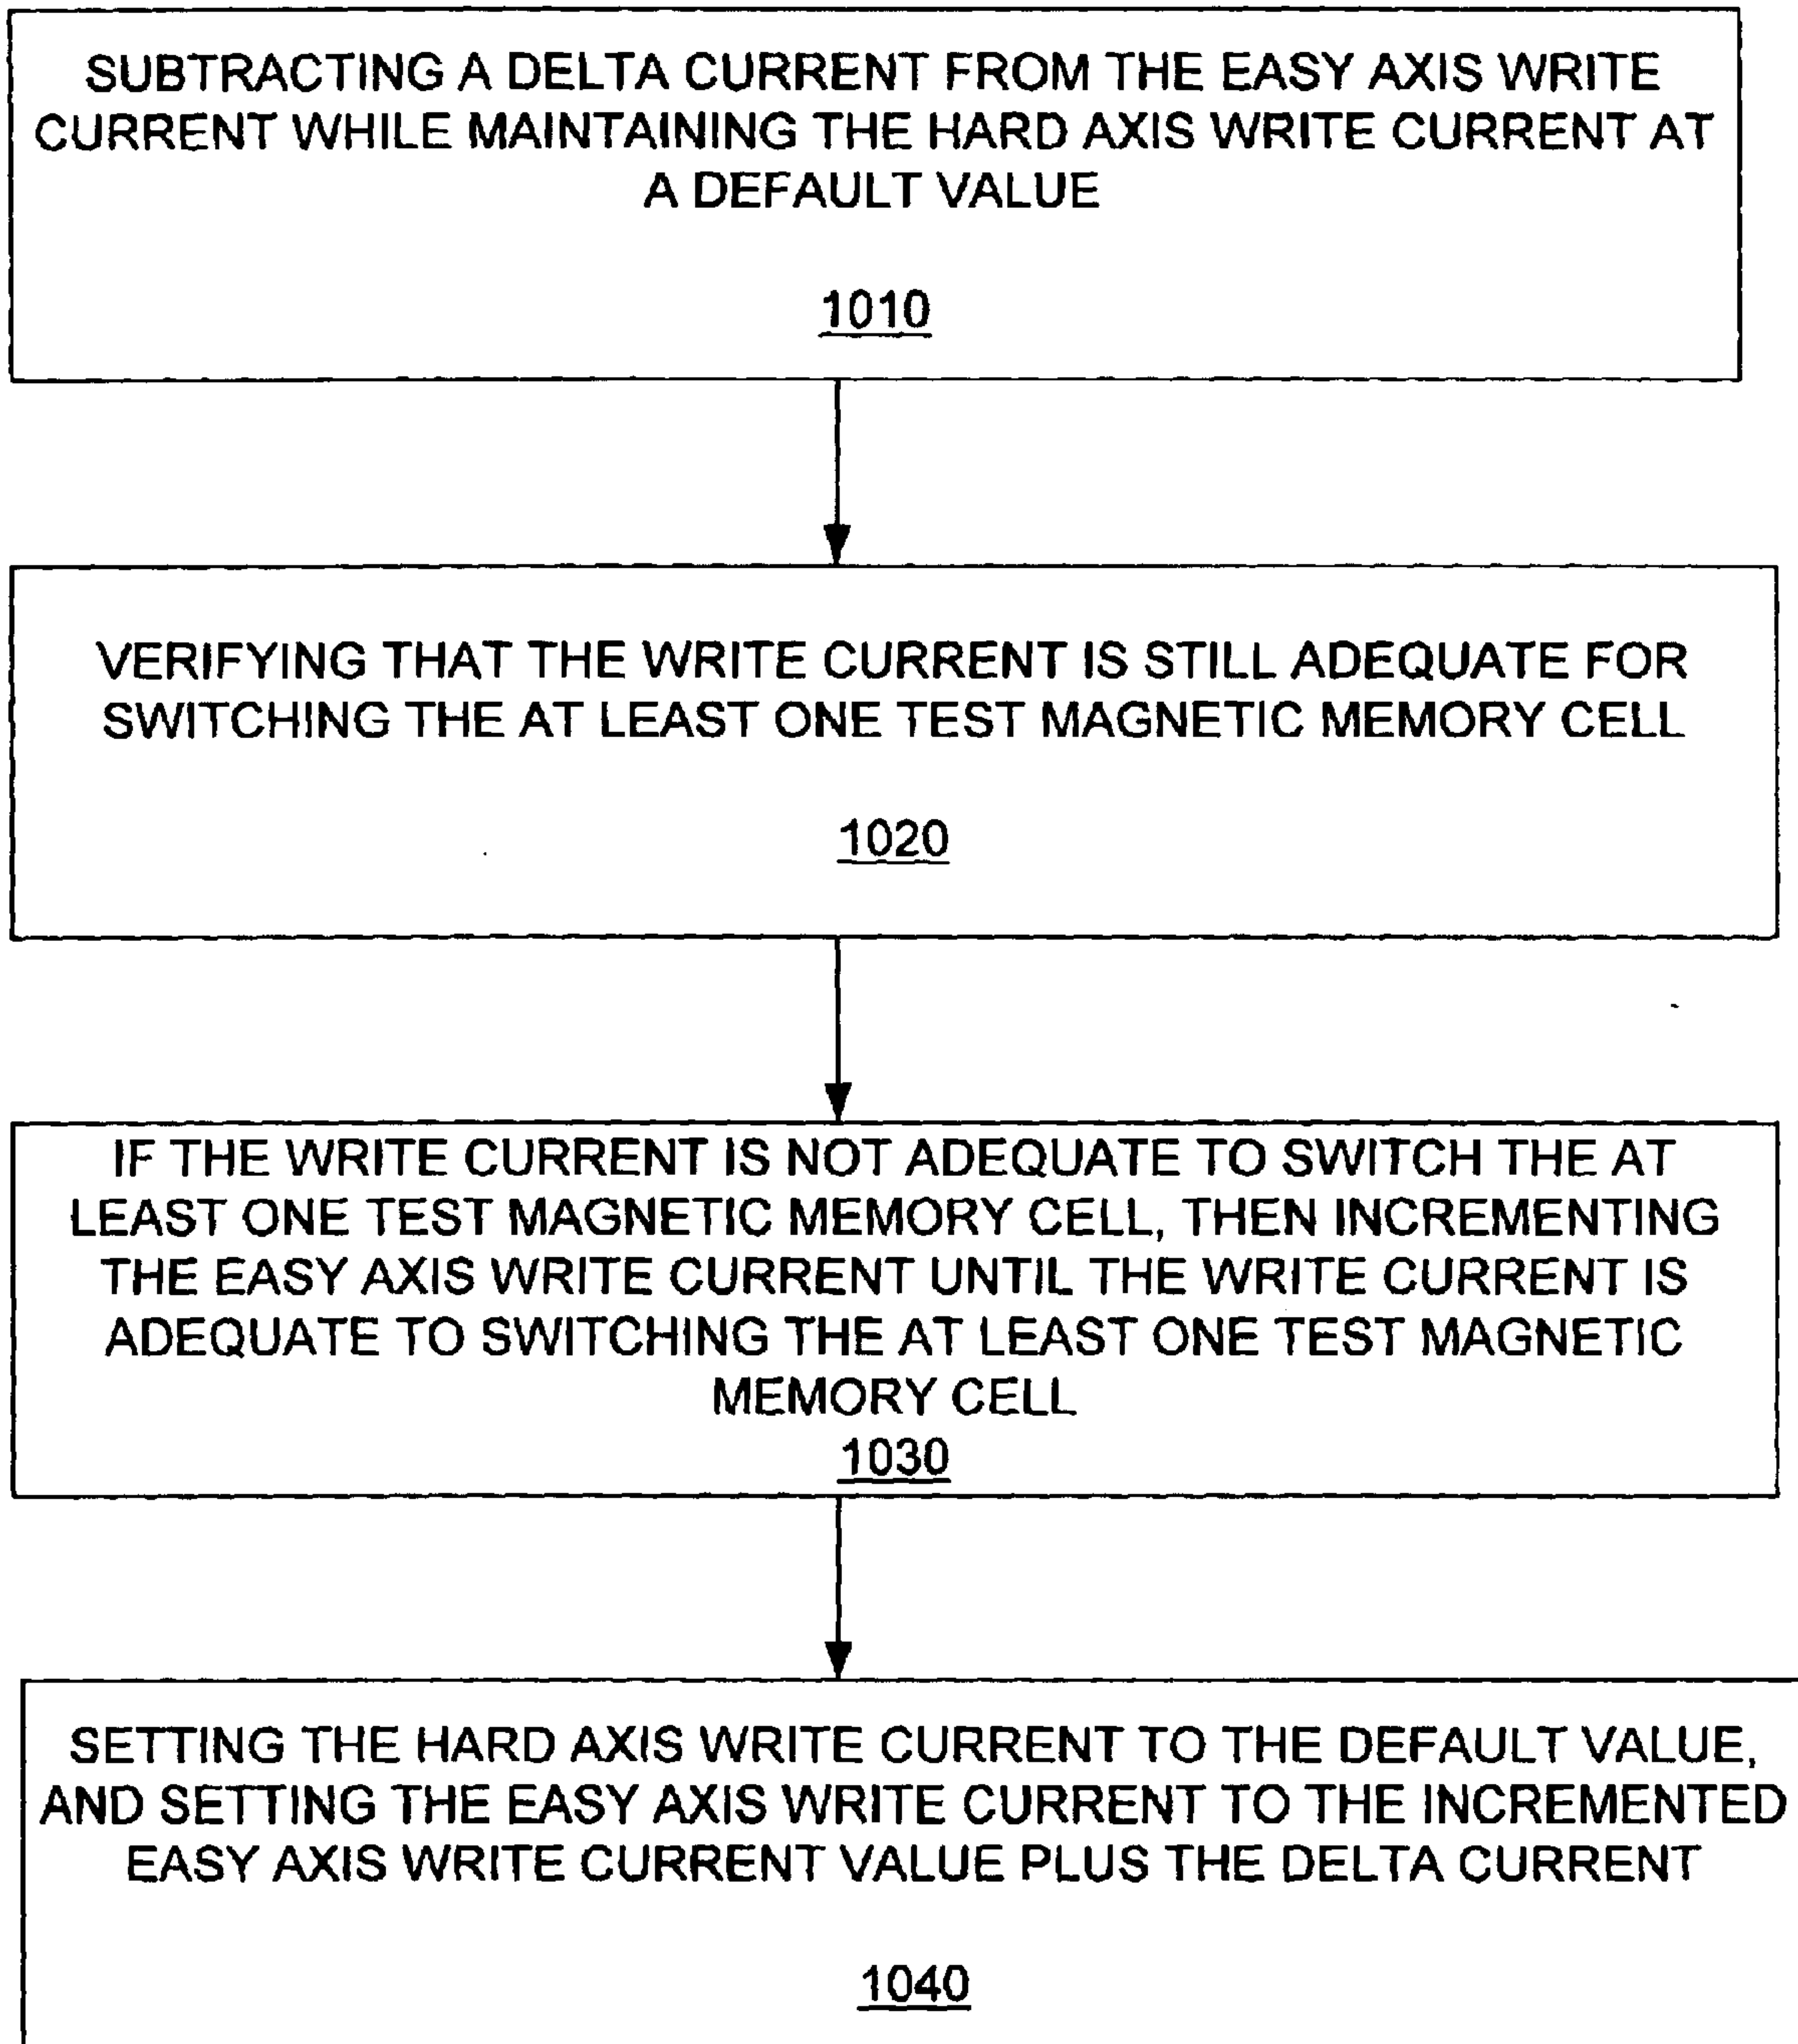 SUBTRACTING A DELTA CURRENT FROM THE EASY AXIS WRITE
CURRENT WHILE MAINTAINING THE HARD AXIS WRITE CURRENT AT
A DEFAULT VALUE
1010
VERIFYING THAT THE WRITE CURRENT IS STILL ADEQUATE FOR
SWITCHING THE AT LEAST ONE TEST MAGNETIC MEMORY CELL
1020
IF THE WRITE CURRENT IS NOT ADEQUATE TO SWITCH THE AT
LEAST ONE TEST MAGNETIC MEMORY CELL, THEN INCREMENTING
THE EASY AXIS WRITE CURRENT UNTIL THE WRITE CURRENT IS
ADEQUATE TO SWITCHING THE AT LEAST ONE TEST MAGNETIC
MEMORY CELL
1030
SETTING THE HARD AXIS WRITE CURRENT TO THE DEFAULT VALUE,
AND SETTING THE EASY AXIS WRITE CURRENT TO THE INCREMENTED
EASY AXIS WRITE CURRENT VALUE PLUS THE DELTA CURRENT
1040